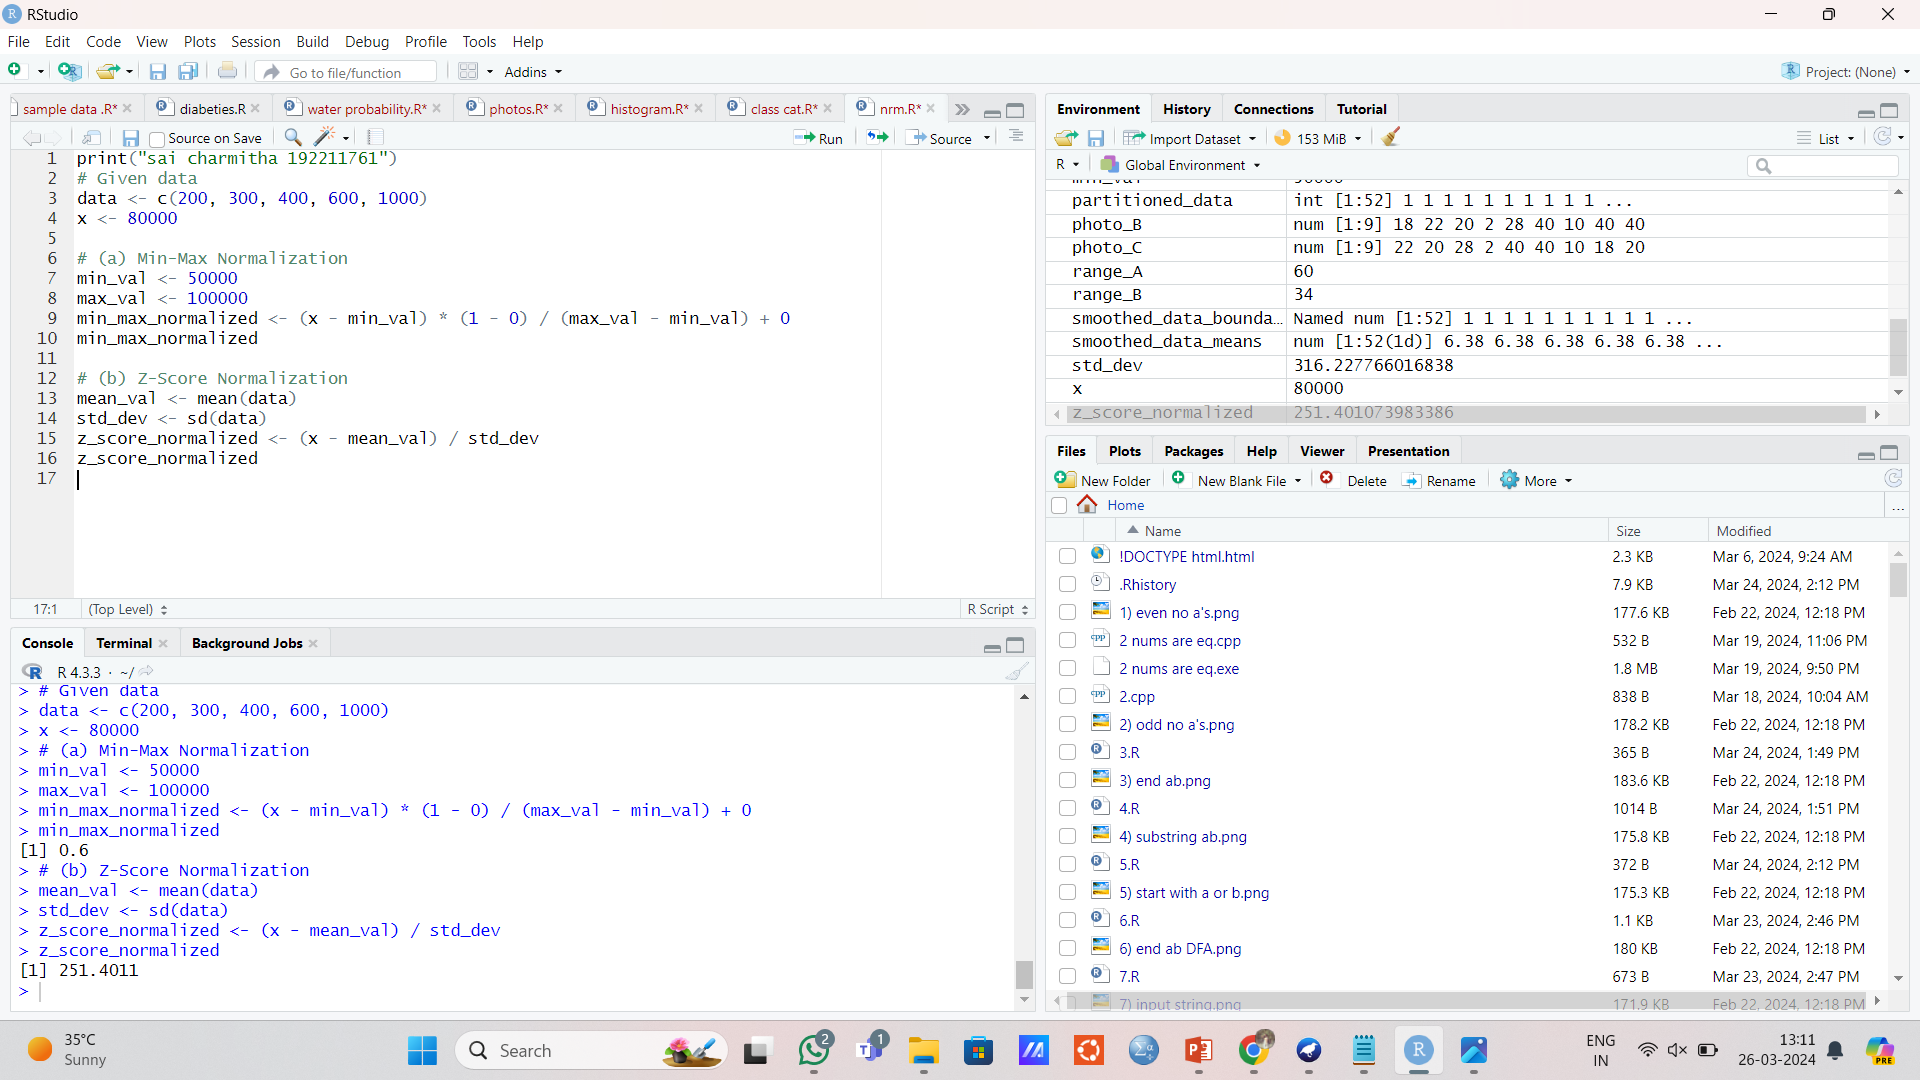 RStudio
File Edit Code View Plots Session Build Debug Profile Tools Help
Go to file/function Addins Project: (None)
sample data .R* diabeties.R water probability.R* photos.R* histogram.R* class cat.R* nrm.R*
Source on Save Run Source
1 print("sai charmitha 192211761")
2 # Given data
3 data <- c(200, 300, 400, 600, 1000)
4 x <- 80000
5
6 # (a) Min-Max Normalization
7 min_val <- 50000
8 max_val <- 100000
9 min_max_normalized <- (x - min_val) * (1 - 0) / (max_val - min_val) + 0
10 min_max_normalized
11
12 # (b) Z-Score Normalization
13 mean_val <- mean(data)
14 std_dev <- sd(data)
15 z_score_normalized <- (x - mean_val) / std_dev
16 z_score_normalized
17
17:1 (Top Level) R Script
Console Terminal Background Jobs
R 4.3.3 · ~/
> # Given data
> data <- c(200, 300, 400, 600, 1000)
> x <- 80000
> # (a) Min-Max Normalization
> min_val <- 50000
> max_val <- 100000
> min_max_normalized <- (x - min_val) * (1 - 0) / (max_val - min_val) + 0
> min_max_normalized
[1] 0.6
> # (b) Z-Score Normalization
> mean_val <- mean(data)
> std_dev <- sd(data)
> z_score_normalized <- (x - mean_val) / std_dev
> z_score_normalized
[1] 251.4011
>
Environment History Connections Tutorial
Import Dataset 153 MiB List
R Global Environment
min_val 50000
partitioned_data int [1:52] 1 1 1 1 1 1 1 1 1 1 ...
photo_B num [1:9] 18 22 20 2 28 40 10 40 40
photo_C num [1:9] 22 20 28 2 40 40 10 18 20
range_A 60
range_B 34
smoothed_data_bounda… Named num [1:52] 1 1 1 1 1 1 1 1 1 1 ...
smoothed_data_means num [1:52(1d)] 6.38 6.38 6.38 6.38 6.38 ...
std_dev 316.227766016838
x 80000
z_score_normalized 251.401073983386
Files Plots Packages Help Viewer Presentation
New Folder New Blank File Delete Rename More
Home ...
Name Size Modified
!DOCTYPE html.html 2.3 KB Mar 6, 2024, 9:24 AM
.Rhistory 7.9 KB Mar 24, 2024, 2:12 PM
1) even no a's.png 177.6 KB Feb 22, 2024, 12:18 PM
2 nums are eq.cpp 532 B Mar 19, 2024, 11:06 PM
2 nums are eq.exe 1.8 MB Mar 19, 2024, 9:50 PM
2.cpp 838 B Mar 18, 2024, 10:04 AM
2) odd no a's.png 178.2 KB Feb 22, 2024, 12:18 PM
3.R 365 B Mar 24, 2024, 1:49 PM
3) end ab.png 183.6 KB Feb 22, 2024, 12:18 PM
4.R 1014 B Mar 24, 2024, 1:51 PM
4) substring ab.png 175.8 KB Feb 22, 2024, 12:18 PM
5.R 372 B Mar 24, 2024, 2:12 PM
5) start with a or b.png 175.3 KB Feb 22, 2024, 12:18 PM
6.R 1.1 KB Mar 23, 2024, 2:46 PM
6) end ab DFA.png 180 KB Feb 22, 2024, 12:18 PM
7.R 673 B Mar 23, 2024, 2:47 PM
7) input string.png 171.9 KB Feb 22, 2024, 12:18 PM
35°C
Sunny
Search
2
1
ENG
IN
13:11
26-03-2024
PRE